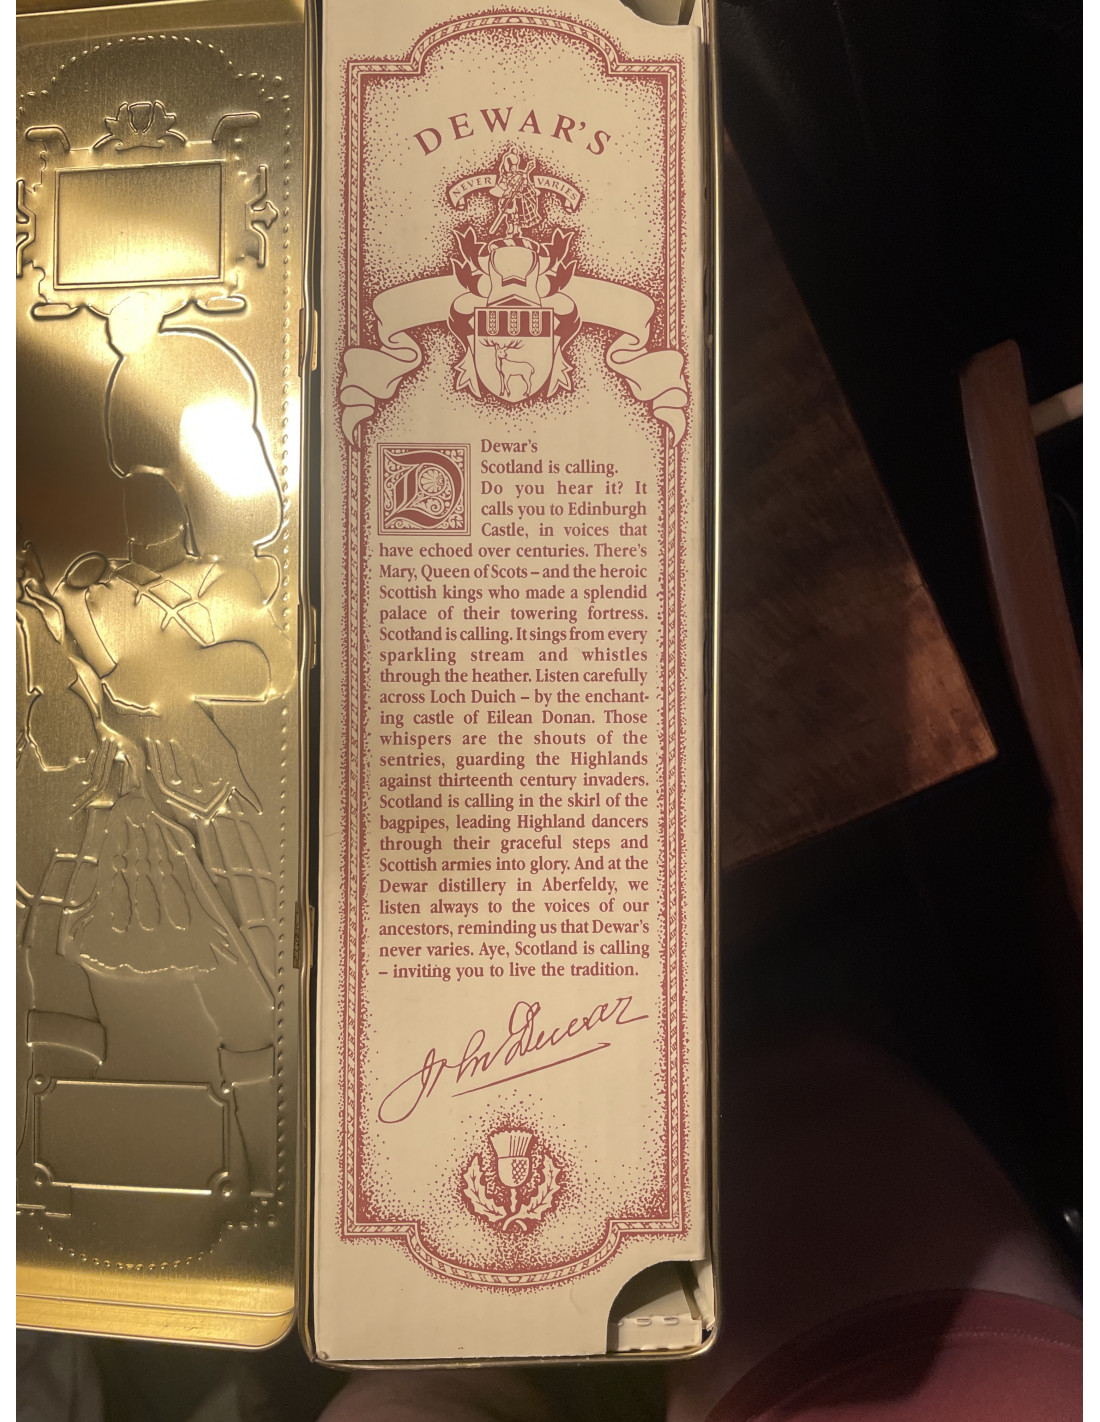 DEWAR'S
NEVER VARIES
Dewar's
Scotland is calling.
Do you hear it? It
calls you to Edinburgh
Castle, in voices that
have echoed over centuries. There's
Mary, Queen of Scots – and the heroic
Scottish kings who made a splendid
palace of their towering fortress.
Scotland is calling. It sings from every
sparkling stream and whistles
through the heather. Listen carefully
across Loch Duich – by the enchant-
ing castle of Eilean Donan. Those
whispers are the shouts of the
sentries, guarding the Highlands
against thirteenth century invaders.
Scotland is calling in the skirl of the
bagpipes, leading Highland dancers
through their graceful steps and
Scottish armies into glory. And at the
Dewar distillery in Aberfeldy, we
listen always to the voices of our
ancestors, reminding us that Dewar's
never varies. Aye, Scotland is calling
– inviting you to live the tradition.
John Dewar